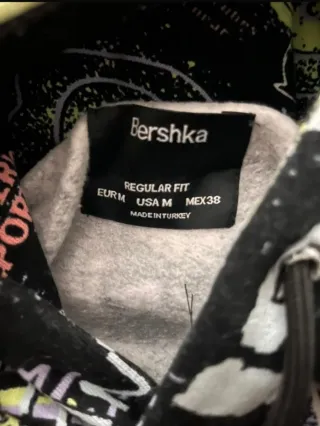 Bershka
REGULAR FIT
EUR M USA M MEX 38
MADE IN TURKEY